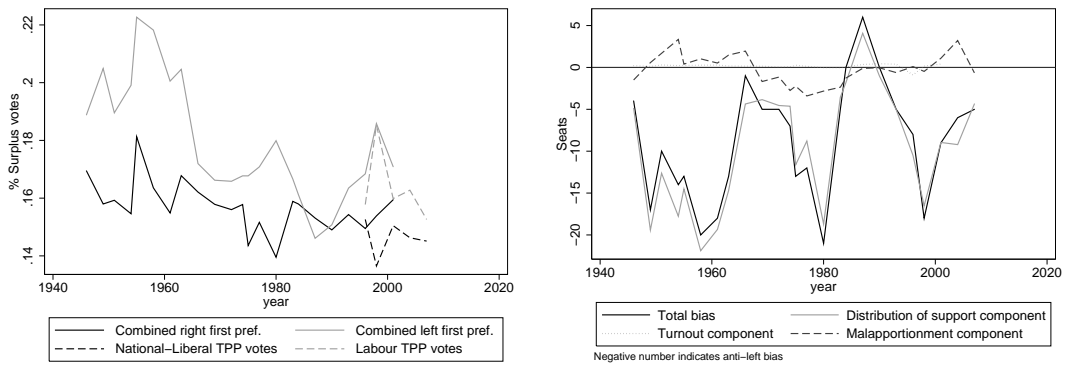 % Surplus votes
.22
.2
.18
.16
.14
1940 1960 1980 2000 2020
year
Combined right first pref. Combined left first pref.
National–Liberal TPP votes Labour TPP votes
Seats
5
0
−5
−10
−15
−20
1940 1960 1980 2000 2020
year
Total bias Distribution of support component
Turnout component Malapportionment component
Negative number indicates anti–left bias